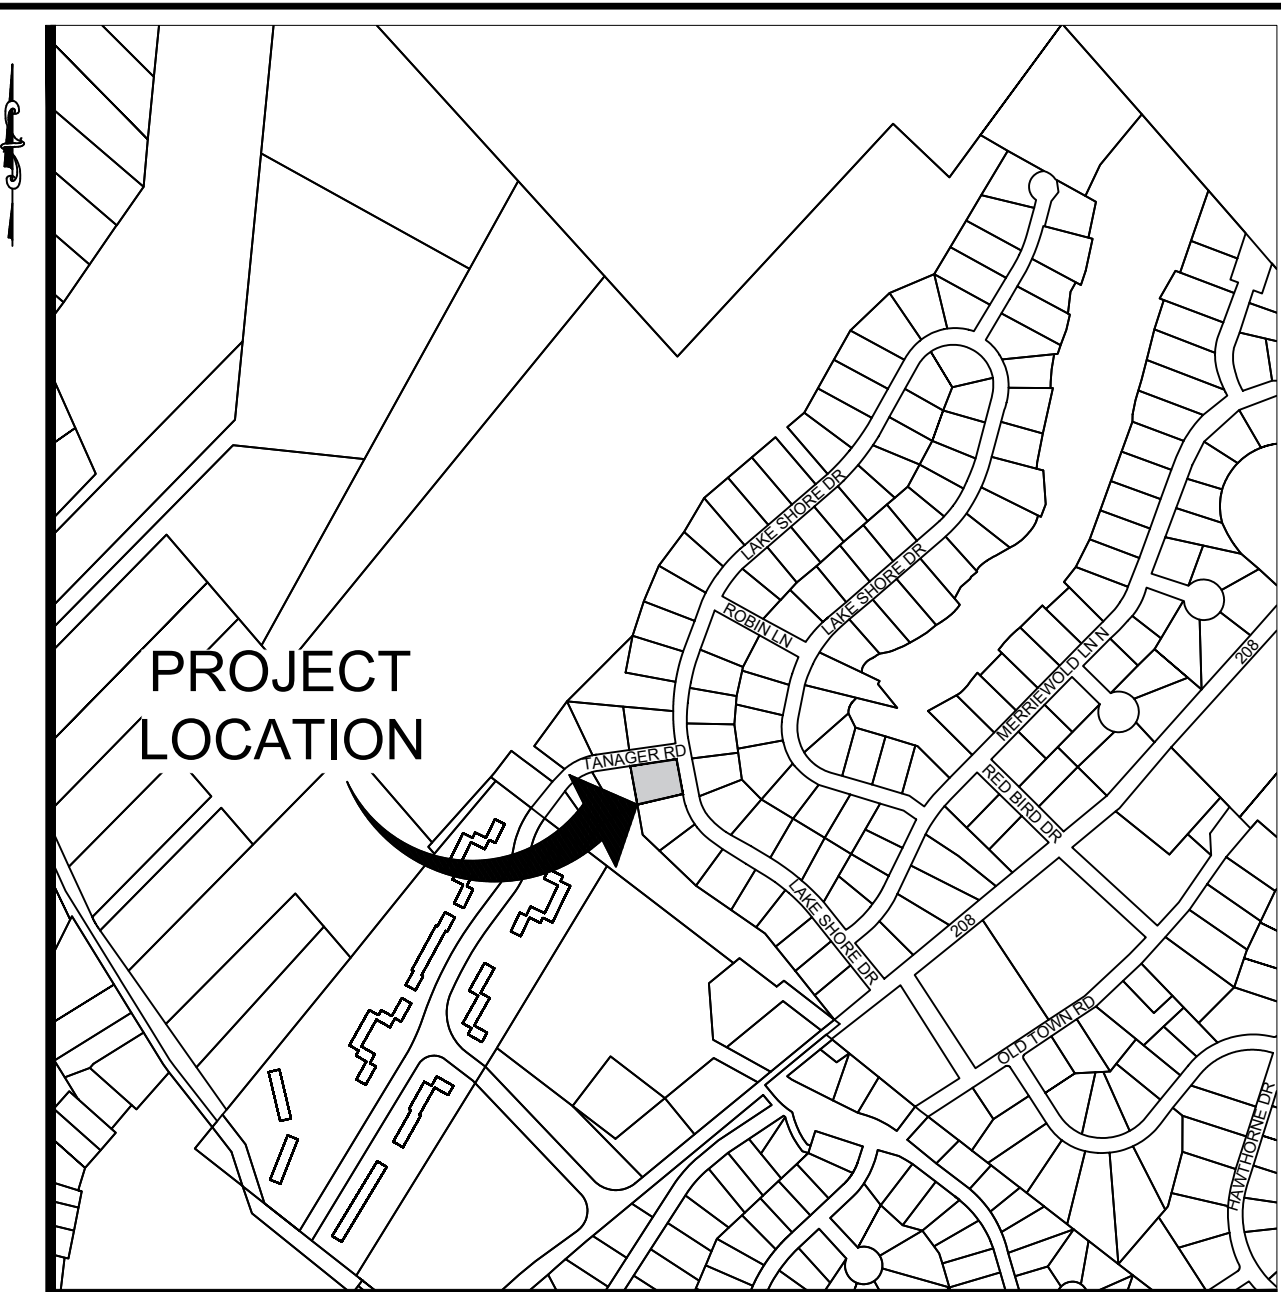 LAKE SHORE DR
LAKE SHORE DR
ROBIN LN
MERRIEWOLD LN N
208
PROJECT
LOCATION
TANAGER RD
RED BIRD DR
LAKE SHORE DR
208
OLD TOWN RD
HAWTHORNE DR